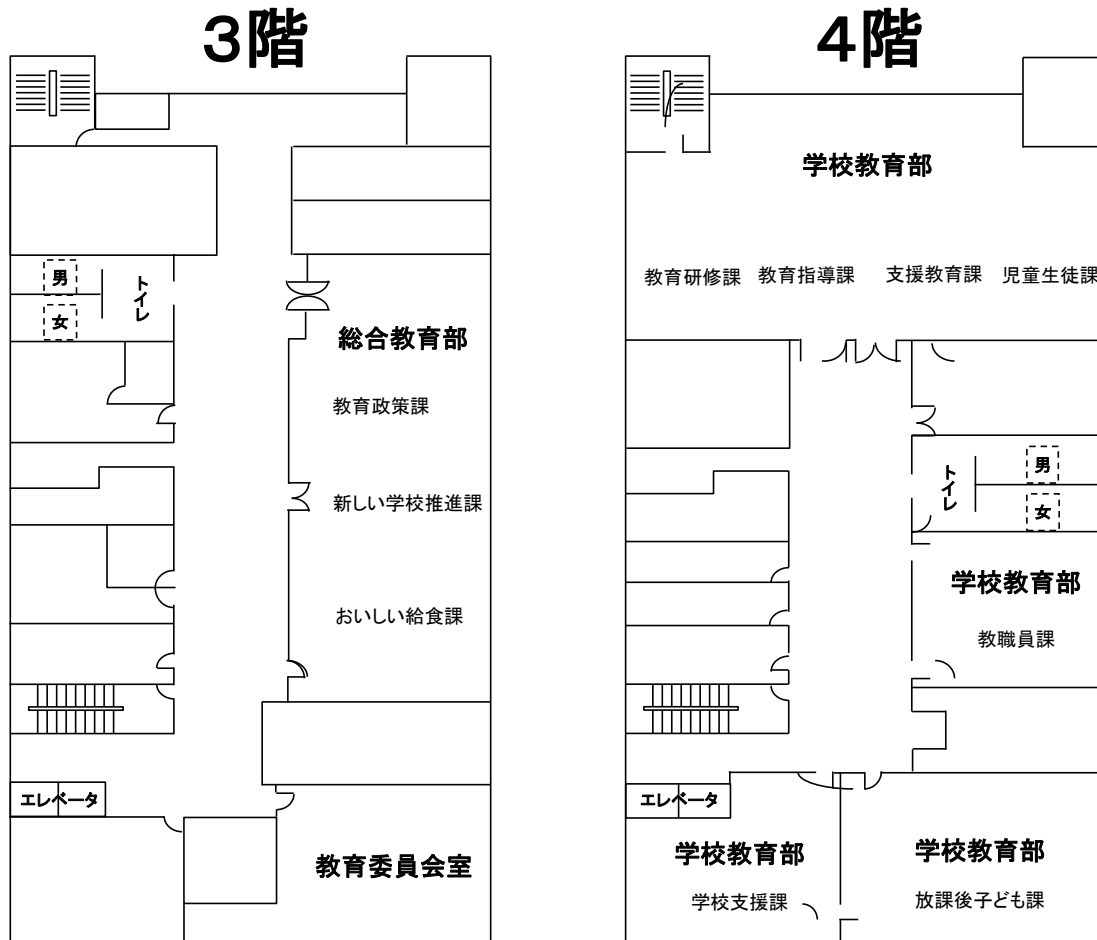 3階
男
女
トイレ
総合教育部
教育政策課
新しい学校推進課
おいしい給食課
エレベータ
教育委員会室
4階
学校教育部
教育研修課
教育指導課
支援教育課
児童生徒課
トイレ
男
女
学校教育部
教職員課
エレベータ
学校教育部
学校支援課
学校教育部
放課後子ども課